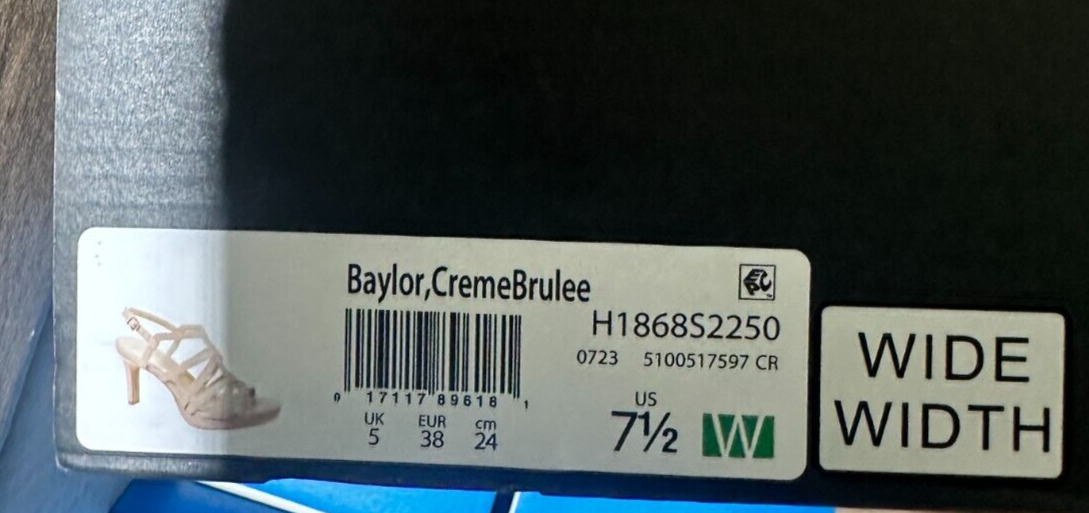 Baylor,CremeBrulee
H1868S2250
0723 5100517597 CR
0 17117 89618 1
UK EUR cm
5 38 24
US
7½ W
WIDE
WIDTH